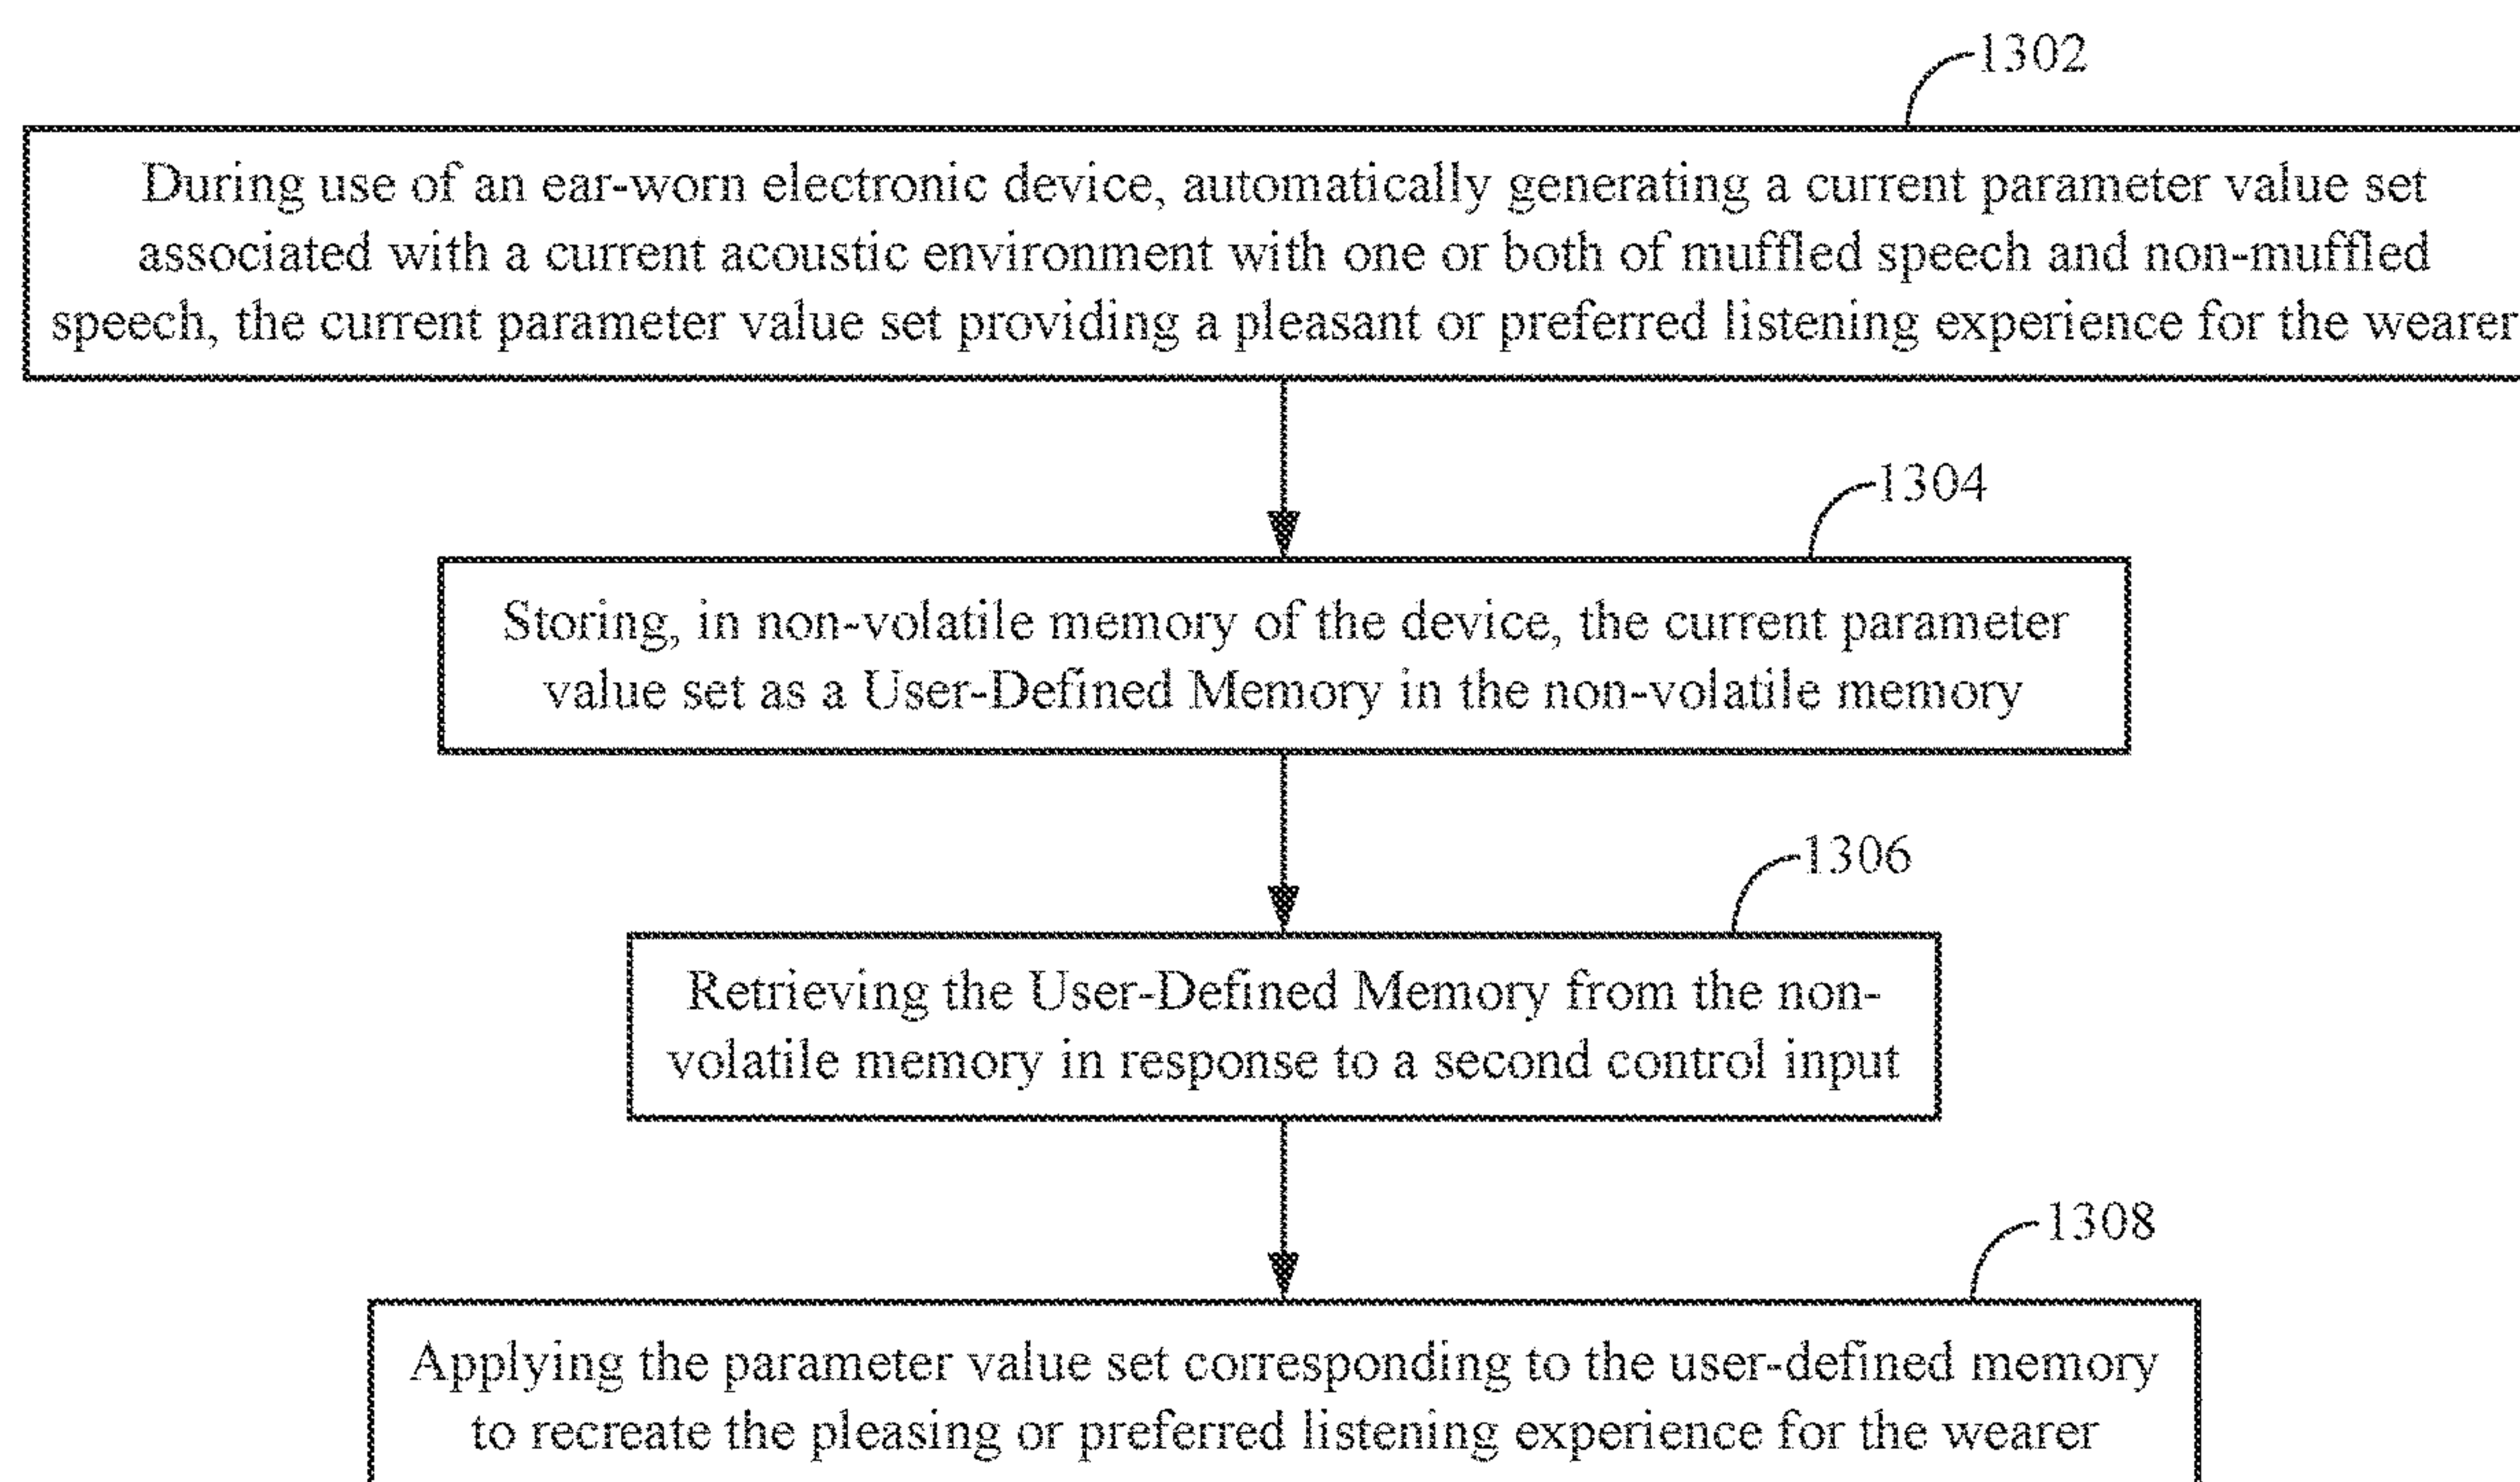 1302
During use of an ear-worn electronic device, automatically generating a current parameter value set
associated with a current acoustic environment with one or both of muffled speech and non-muffled
speech, the current parameter value set providing a pleasant or preferred listening experience for the wearer
1304
Storing, in non-volatile memory of the device, the current parameter
value set as a User-Defined Memory in the non-volatile memory
1306
Retrieving the User-Defined Memory from the non-
volatile memory in response to a second control input
1308
Applying the parameter value set corresponding to the user-defined memory
to recreate the pleasing or preferred listening experience for the wearer